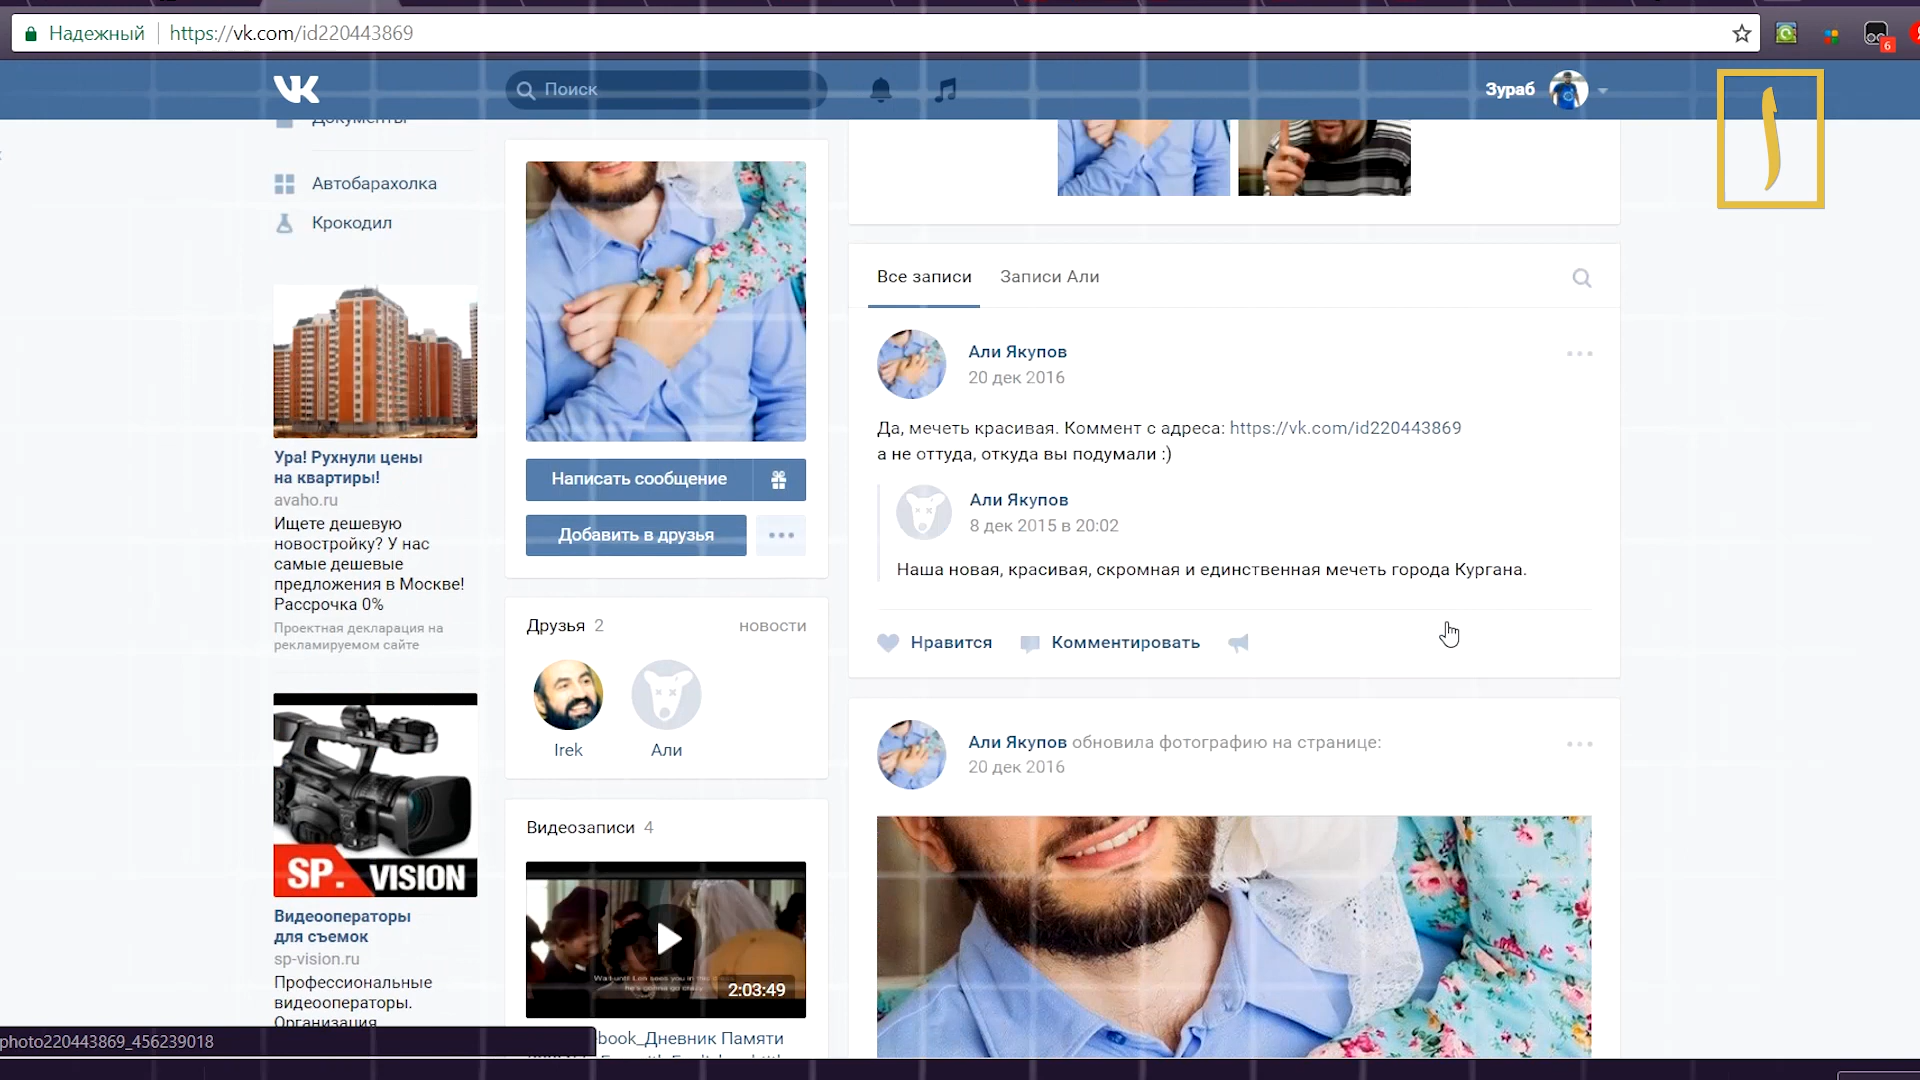 Надежный
https://vk.com/id220443869
Поиск
Зураб
6
Документы
Автобарахолка
Крокодил
Ура! Рухнули цены
на квартиры!
avaho.ru
Ищете дешевую
новостройку? У нас
самые дешевые
предложения в Москве!
Рассрочка 0%
Проектная декларация на
рекламируемом сайте
SP. VISION
Видеооператоры
для съемок
sp-vision.ru
Профессиональные
видеооператоры.
Организация
photo220443869_456239018
Написать сообщение
Добавить в друзья
Друзья 2
новости
Irek
Али
Видеозаписи 4
2:03:49
book_Дневник Памяти
Все записи
Записи Али
Али Якупов
20 дек 2016
Да, мечеть красивая. Коммент с адреса: https://vk.com/id220443869
а не оттуда, откуда вы подумали :)
Али Якупов
8 дек 2015 в 20:02
Наша новая, красивая, скромная и единственная мечеть города Кургана.
Нравится
Комментировать
Али Якупов обновила фотографию на странице:
20 дек 2016